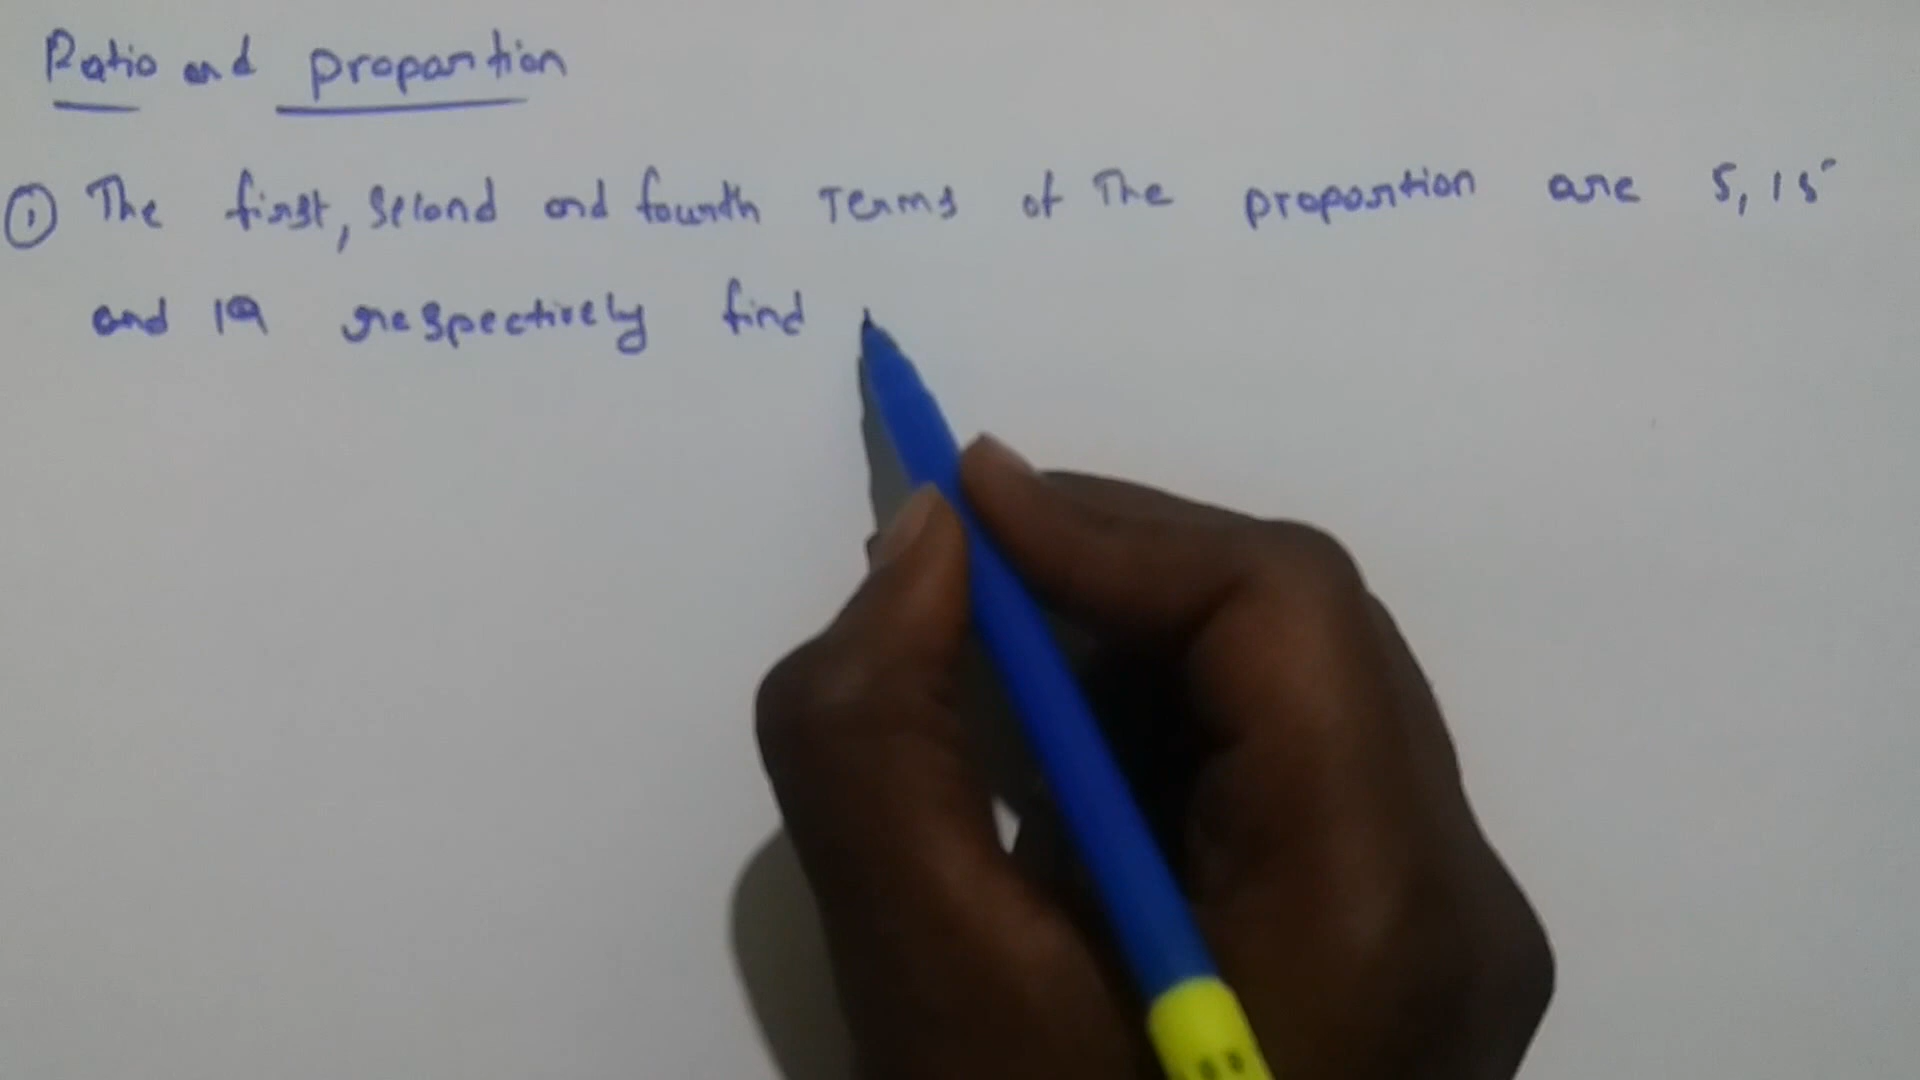 Ratio and proportion
① The first, second and fourth Terms of The proportion are 5, 15
and respectively find